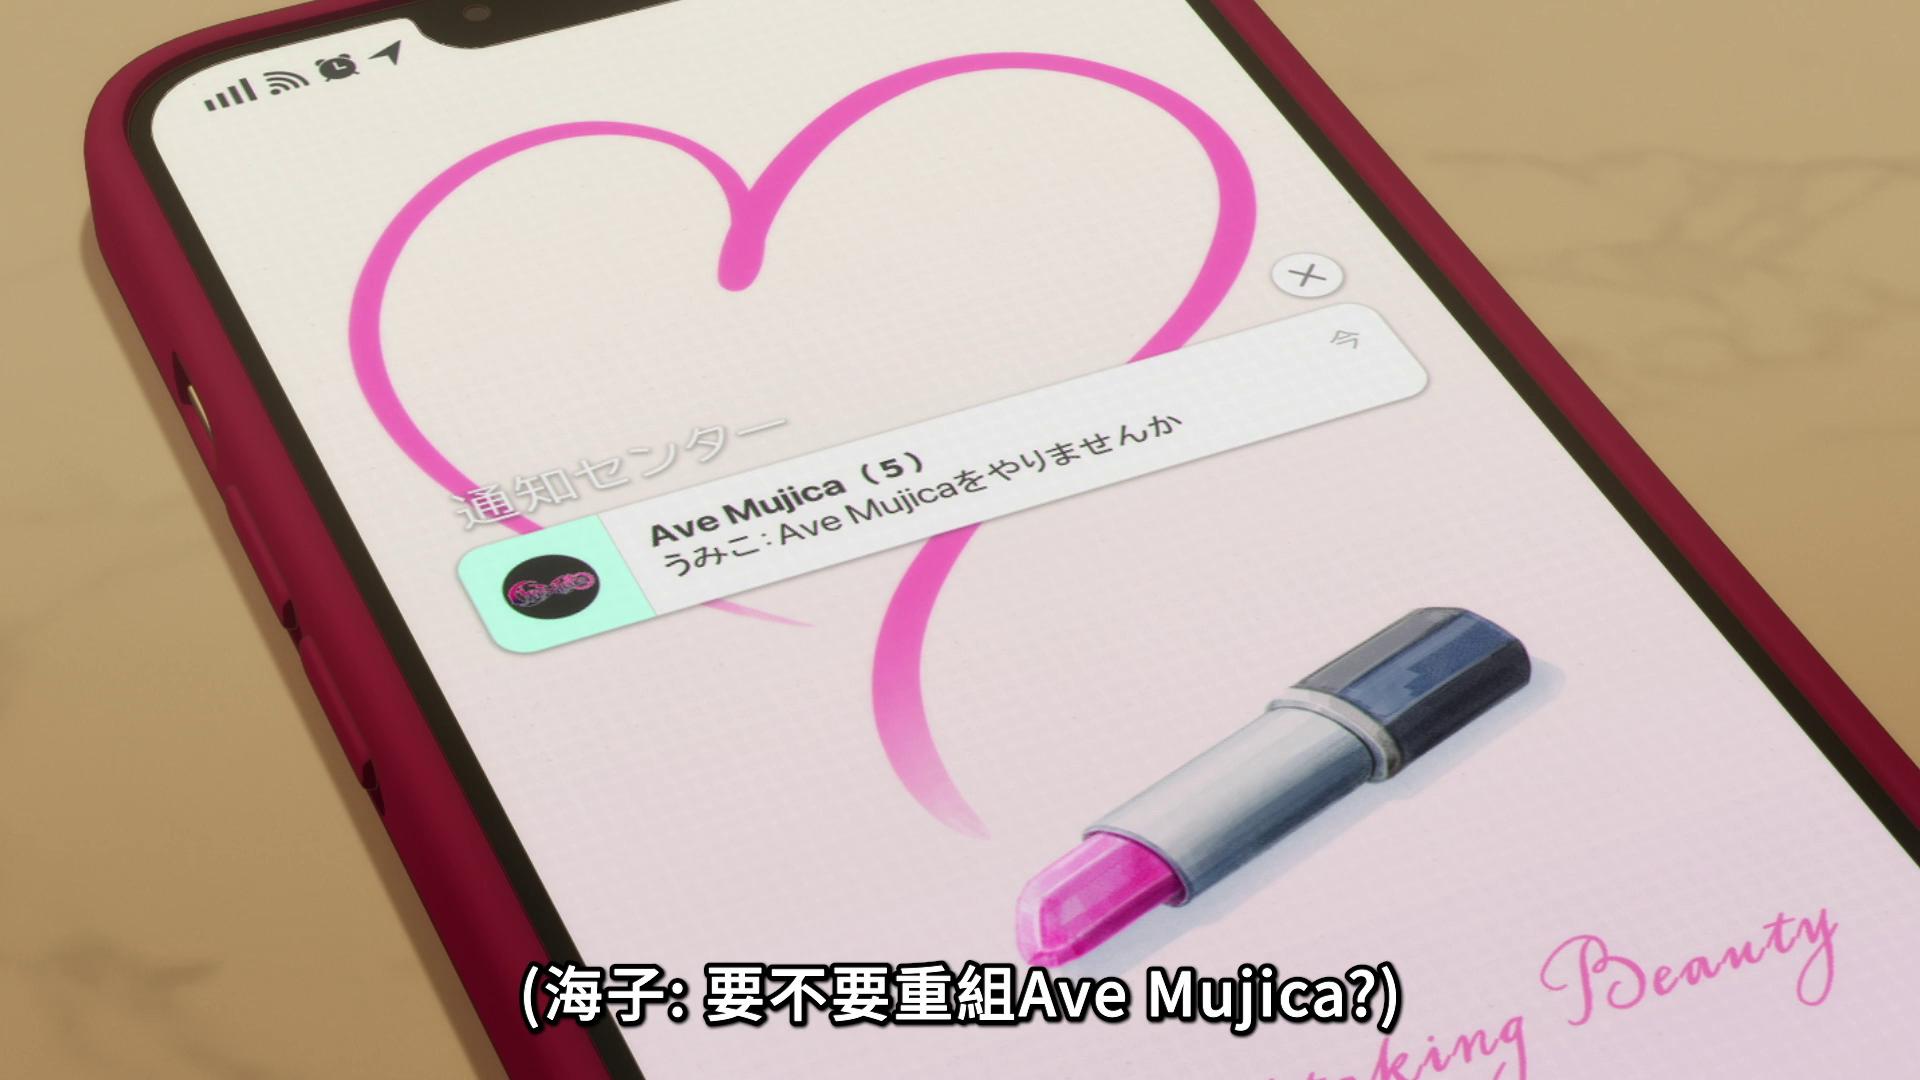 今
通知センター
Ave Mujica（5）
うみこ: Ave Mujicaをやりませんか
Beauty
(海子: 要不要重組Ave Mujica?)